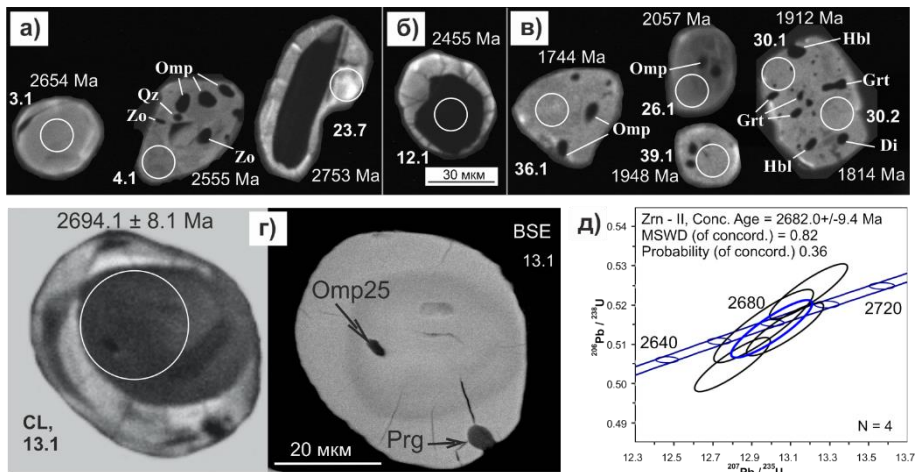 а)
2654 Ma
3.1
Omp
Qz
Zo
Zo
4.1
2555 Ma
23.7
2753 Ma
б)
2455 Ma
12.1
30 мкм
в)
1744 Ma
Omp
36.1
2057 Ma
Omp
26.1
39.1
1948 Ma
1912 Ma
30.1
Hbl
Grt
Grt
30.2
Di
Hbl
1814 Ma
2694.1 ± 8.1 Ma
CL,
13.1
г)
BSE
13.1
Omp25
Prg
20 мкм
д)
Zrn - II, Conc. Age = 2682.0+/-9.4 Ma
MSWD (of concord.) = 0.82
Probability (of concord.) 0.36
0.54
0.53
0.52
0.51
0.50
0.49
206Pb / 238U
2640
2680
2720
N = 4
12.3 12.5 12.7 12.9 13.1 13.3 13.5 13.7
207Pb / 235U